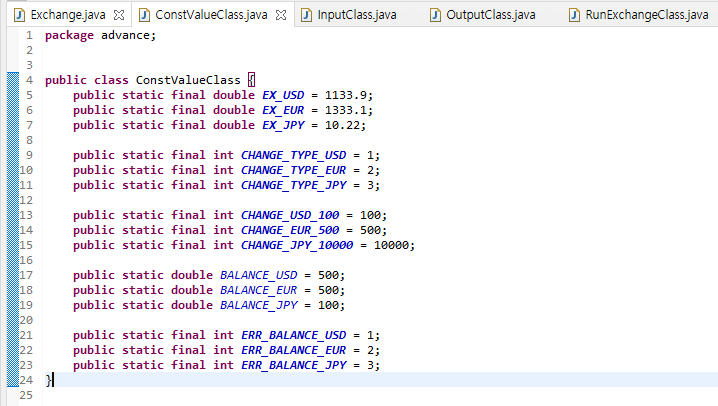 Exchange.java ConstValueClass.java InputClass.java OutputClass.java RunExchangeClass.java
1 package advance;
2
3
4 public class ConstValueClass {
5 public static final double EX_USD = 1133.9;
6 public static final double EX_EUR = 1333.1;
7 public static final double EX_JPY = 10.22;
8
9 public static final int CHANGE_TYPE_USD = 1;
10 public static final int CHANGE_TYPE_EUR = 2;
11 public static final int CHANGE_TYPE_JPY = 3;
12
13 public static final int CHANGE_USD_100 = 100;
14 public static final int CHANGE_EUR_500 = 500;
15 public static final int CHANGE_JPY_10000 = 10000;
16
17 public static double BALANCE_USD = 500;
18 public static double BALANCE_EUR = 500;
19 public static double BALANCE_JPY = 100;
20
21 public static final int ERR_BALANCE_USD = 1;
22 public static final int ERR_BALANCE_EUR = 2;
23 public static final int ERR_BALANCE_JPY = 3;
24 }
25